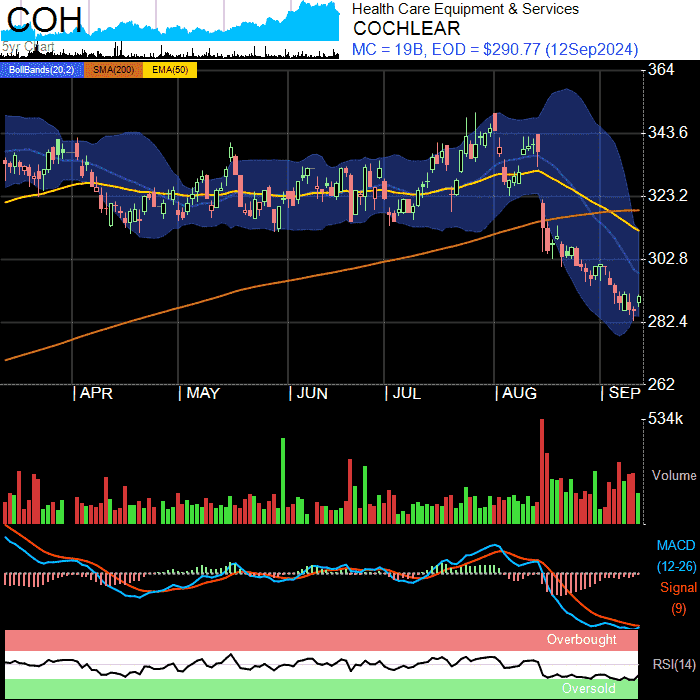 COH
5yr Chart
Health Care Equipment & Services
COCHLEAR
MC = 19B, EOD = $290.77 (12Sep2024)
BollBands(20,2) SMA(200) EMA(50)
364
343.6
323.2
302.8
282.4
262
APR MAY JUN JUL AUG SEP
534k
Volume
MACD
(12-26)
Signal
(9)
Overbought
RSI(14)
Oversold